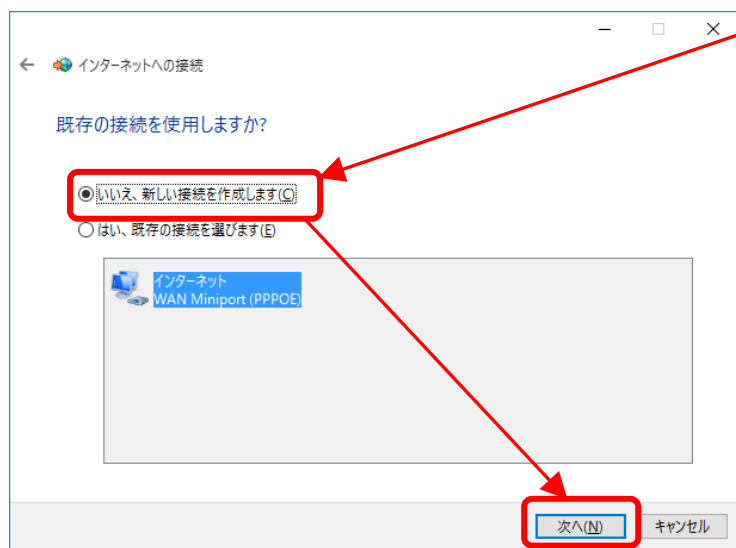 インターネットへの接続
既存の接続を使用しますか?
いいえ、新しい接続を作成します(C)
はい、既存の接続を選びます(E)
インターネット
WAN Miniport (PPPOE)
次へ(N)
キャンセル